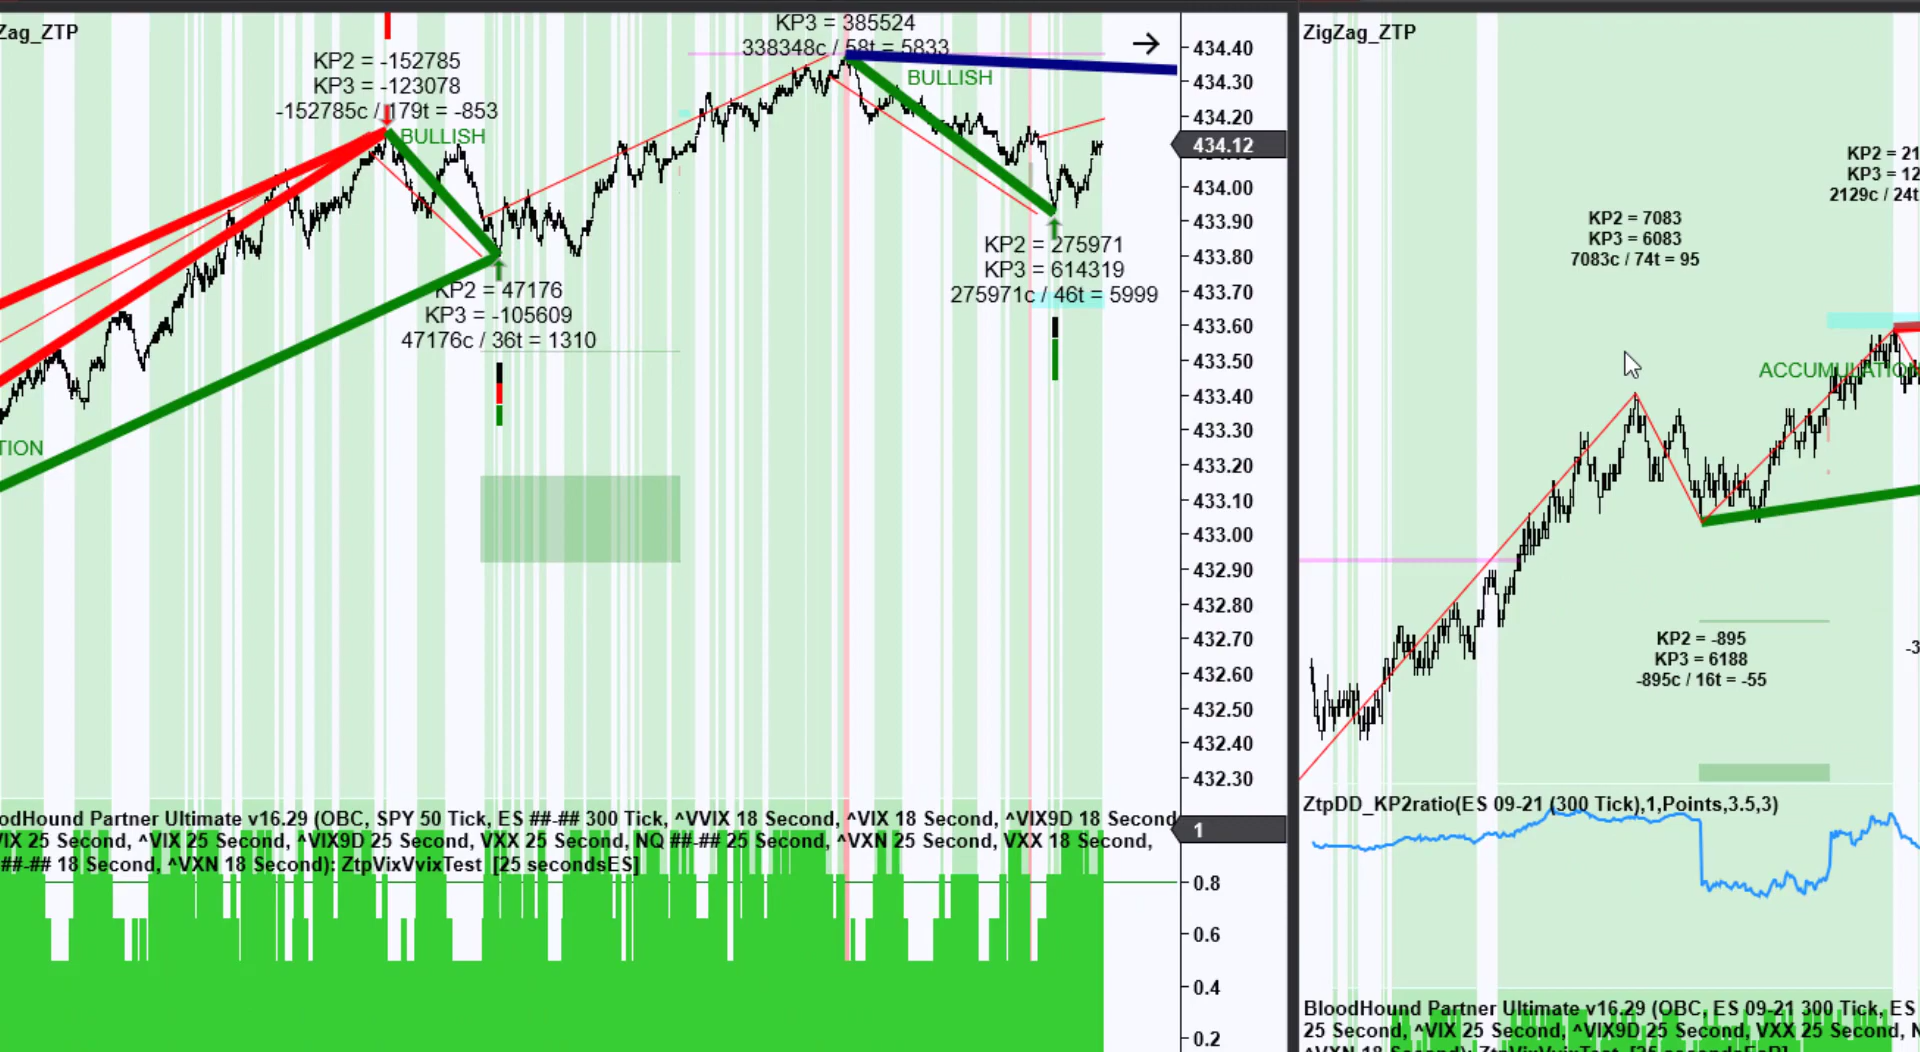 Zag_ZTP
KP2 = -152785
KP3 = -123078
-152785c / 179t = -853
BULLISH
KP2 = 47176
KP3 = -105609
47176c / 36t = 1310
TION
KP3 = 385524
338348c / 58t = 5833
BULLISH
KP2 = 275971
KP3 = 614319
275971c / 46t = 5999
434.40
434.30
434.20
434.12
434.00
433.90
433.80
433.70
433.60
433.50
433.40
433.30
433.20
433.10
433.00
432.90
432.80
432.70
432.60
432.50
432.40
432.30
odHound Partner Ultimate v16.29 (OBC, SPY 50 Tick, ES ##-## 300 Tick, ^VVIX 18 Second, ^VIX 18 Second, ^VIX9D 18 Second
/IX 25 Second, ^VIX 25 Second, ^VIX9D 25 Second, VXX 25 Second, NQ ##-## 25 Second, ^VXN 25 Second, VXX 18 Second,
##-## 18 Second, ^VXN 18 Second): ZtpVixVvixTest [25 secondsES]
1
0.8
0.6
0.4
0.2
ZigZag_ZTP
KP2 = 21
KP3 = 12
2129c / 24t
KP2 = 7083
KP3 = 6083
7083c / 74t = 95
ACCUMULATION
KP2 = -895
KP3 = 6188
-895c / 16t = -55
-3
ZtpDD_KP2ratio(ES 09-21 (300 Tick),1,Points,3.5,3)
BloodHound Partner Ultimate v16.29 (OBC, ES 09-21 300 Tick, ES
25 Second, ^VIX 25 Second, ^VIX9D 25 Second, VXX 25 Second, N